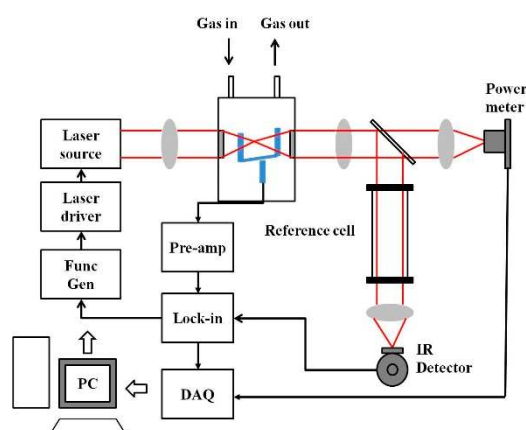 Gas in
Gas out
Power
meter
Laser
source
Laser
driver
Pre-amp
Reference cell
Func
Gen
Lock-in
IR
Detector
PC
DAQ